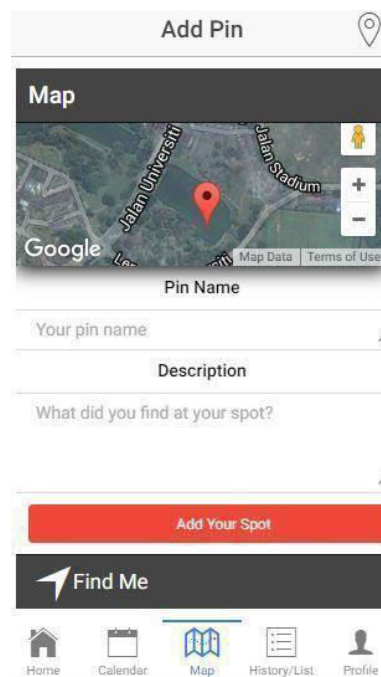 Add Pin
Map
Jalan Universiti
Jalan Stadium
Google
Map Data
Terms of Use
Pin Name
Your pin name
Description
What did you find at your spot?
Add Your Spot
Find Me
Home
Calendar
Map
History/List
Profile